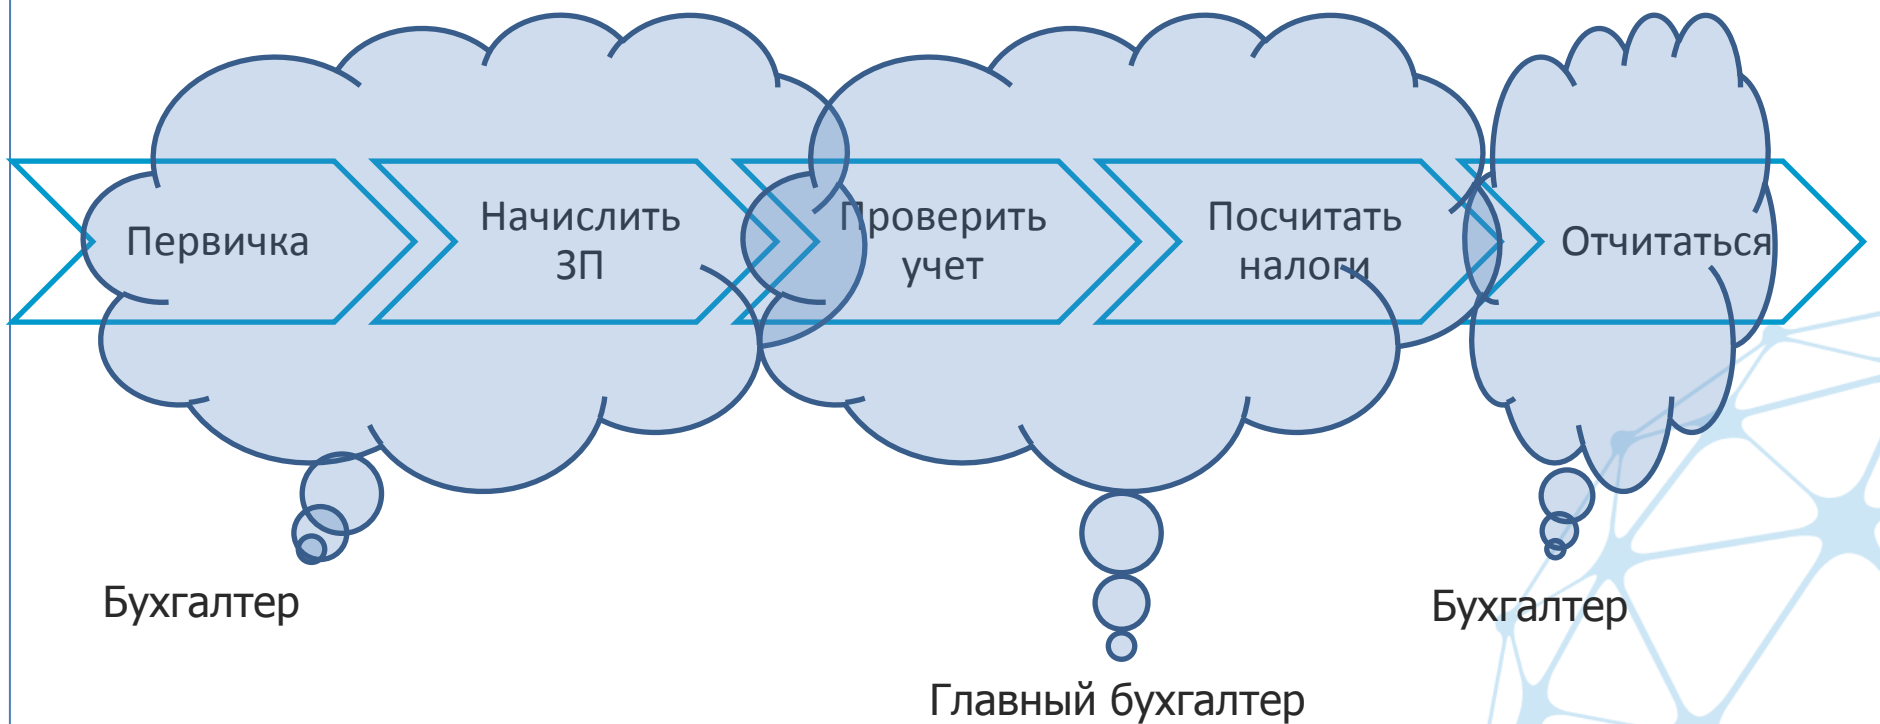 Первичка
Начислить
ЗП
Проверить
учет
Посчитать
налоги
Отчитаться
Бухгалтер
Главный бухгалтер
Бухгалтер